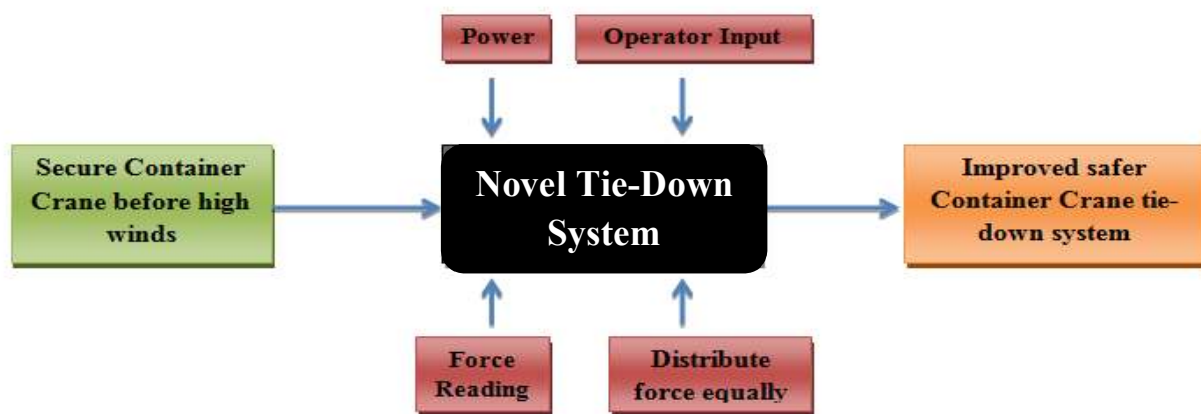 Power
Operator Input
Secure Container
Crane before high
winds
Novel Tie-Down
System
Improved safer
Container Crane tie-
down system
Force
Reading
Distribute
force equally